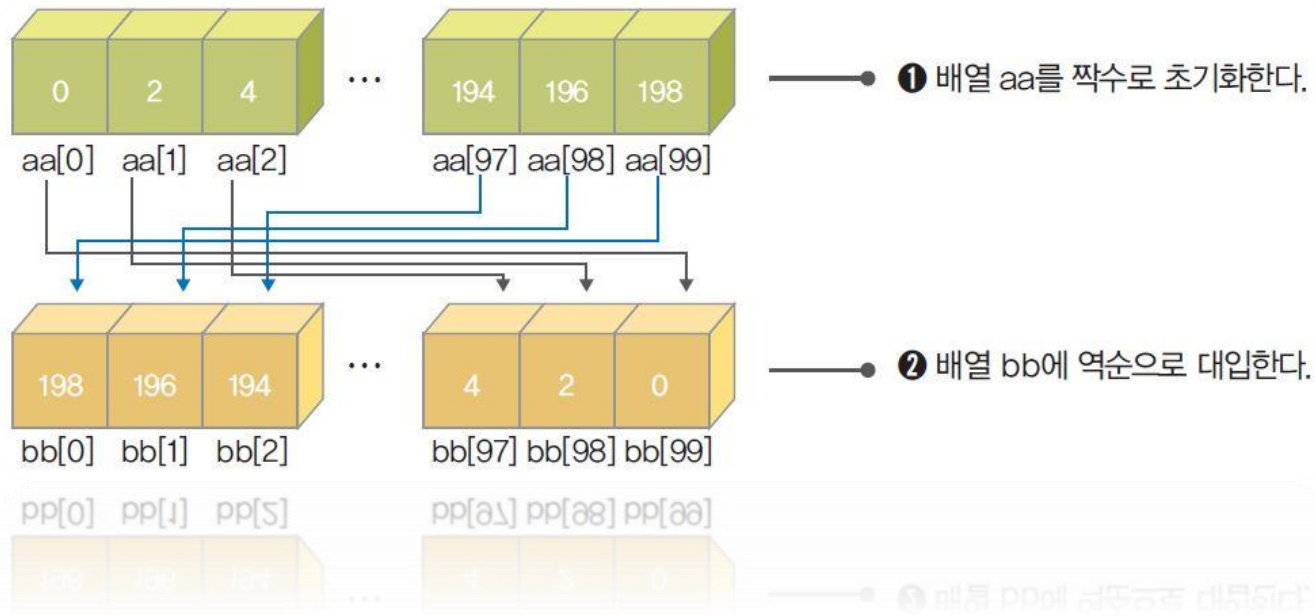 0 2 4 ... 194 196 198
❶ 배열 aa를 짝수로 초기화한다.
aa[0] aa[1] aa[2] aa[97] aa[98] aa[99]
198 196 194 ... 4 2 0
❷ 배열 bb에 역순으로 대입한다.
bb[0] bb[1] bb[2] bb[97] bb[98] bb[99]